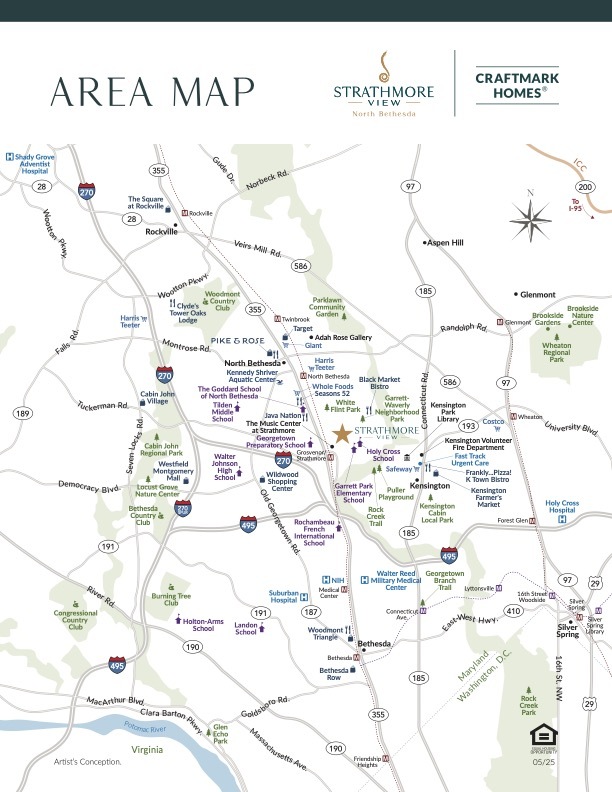 AREA MAP
STRATHMORE
VIEW
North Bethesda
CRAFTMARK
HOMES®
Shady Grove
Adventist
Hospital
28
270
355
Gude Dr.
Norbeck Rd.
97
ICC
200
To
I-95
N
Wootton Pkwy.
The Square
at Rockville
28
Rockville
Rockville
Veirs Mill Rd.
586
Aspen Hill
185
Glenmont
Wootton Pkwy.
Woodmont
Country
Club
Clyde's
Tower Oaks
Lodge
355
Parklawn
Community
Garden
Twinbrook
Harris
Teeter
Falls Rd.
Montrose Rd.
PIKE & ROSE
Target
Giant
Adah Rose Gallery
Randolph Rd.
Glenmont
Brookside
Gardens
Brookside
Nature
Center
Wheaton
Regional
Park
270
North Bethesda
Kennedy Shriver
Aquatic Center
Harris
Teeter
North Bethesda
Whole Foods
Seasons 52
Black Market
Bistro
586
97
189
Tuckerman Rd.
Cabin John
Village
The Goddard School
of North Bethesda
Tilden
Middle
School
Java Nation
White
Flint Park
Garrett-
Waverly
Neighborhood
Park
Connecticut Rd.
Kensington
Park
Library
193
Costco
Wheaton
University Blvd.
The Music Center
at Strathmore
Georgetown
Preparatory School
STRATHMORE
VIEW
Kensington Volunteer
Fire Department
Fast Track
Urgent Care
Seven Locks Rd.
Cabin John
Regional Park
Westfield
Montgomery
Mall
Walter
Johnson
High
School
270
Grosvenor/
Strathmore
Holy Cross
School
Safeway
Frankly...Pizza!
K Town Bistro
Democracy Blvd.
Locust Grove
Nature Center
Wildwood
Shopping
Center
Garrett Park
Elementary
School
Puller
Playground
Kensington
Kensington
Farmer's
Market
Holy Cross
Hospital
Bethesda
Country
Club
270
495
Old Georgetown Rd.
Rock
Creek
Trail
Kensington
Cabin
Local Park
Forest Glen
Rochambeau
French
International
School
185
191
495
River Rd.
NIH
Walter Reed
Military Medical
Center
Georgetown
Branch
Trail
97
29
Burning Tree
Club
Suburban
Hospital
Medical
Center
Lyttonsville
16th Street
Woodside
Congressional
Country
Club
191
187
Connecticut
Ave.
410
Silver
Spring
Silver
Spring
Library
Holton-Arms
School
Landon
School
Woodmont
Triangle
East-West Hwy.
Silver
Spring
190
Bethesda
Bethesda
Bethesda
Row
495
Maryland
Washington, D.C.
185
16th St. NW
29
Rock
Creek
Park
MacArthur Blvd.
Clara Barton Pkwy.
Goldsboro Rd.
355
Potomac River
Glen
Echo
Park
Massachusetts Ave.
Virginia
190
Friendship
Heights
EQUAL HOUSING
OPPORTUNITY
Artist's Conception.
05/25